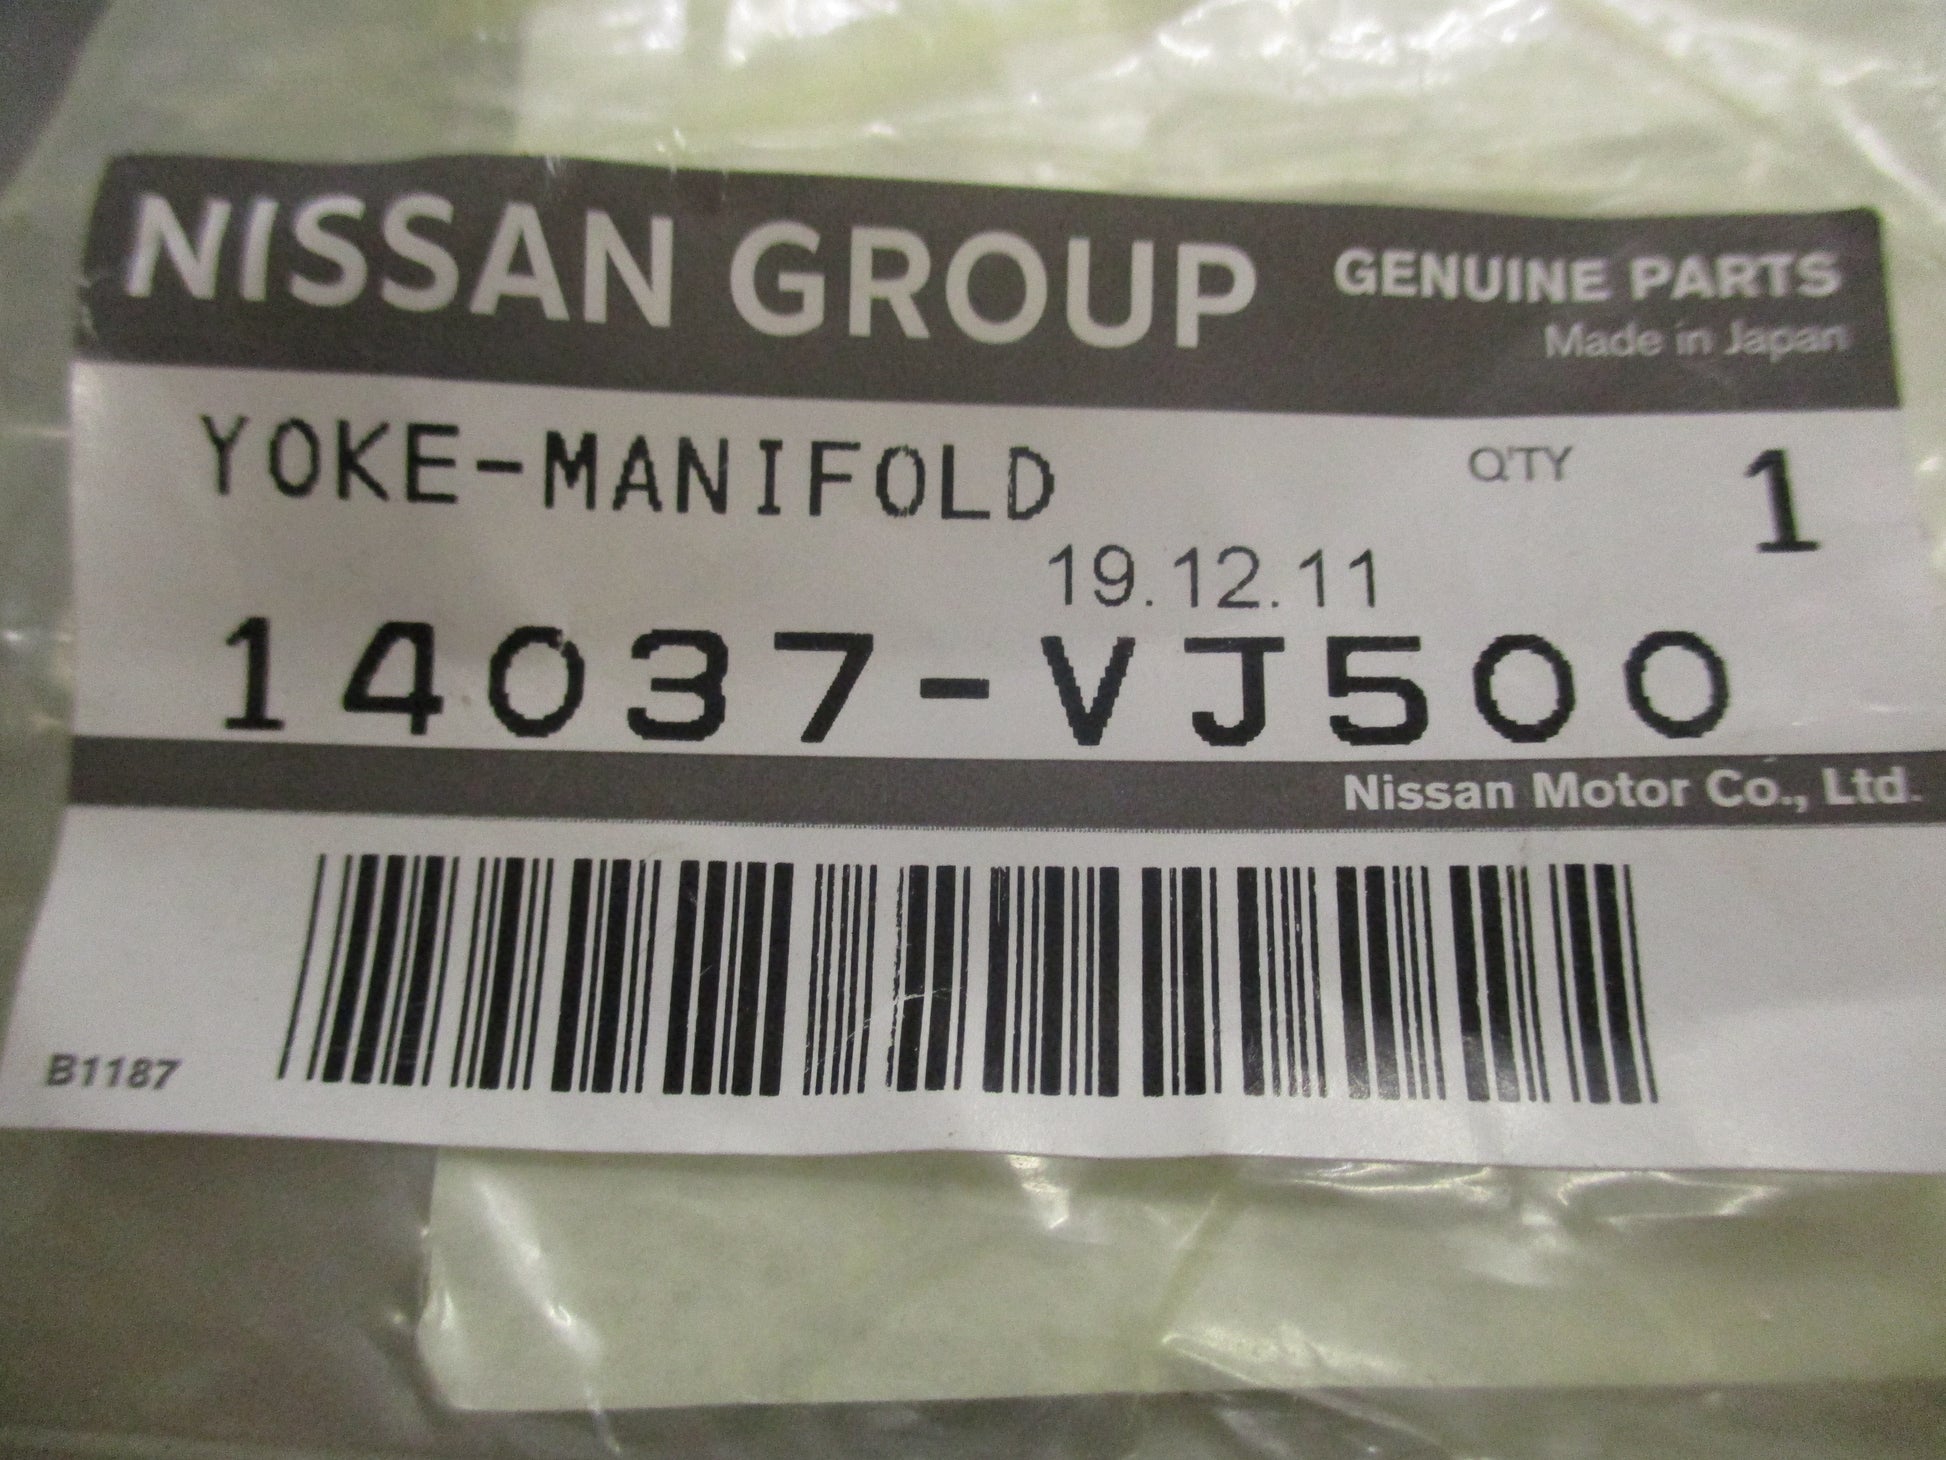 NISSAN GROUP GENUINE PARTS
Made in Japan
YOKE-MANIFOLD Q'TY 1
19.12.11
14037-VJ500
Nissan Motor Co., Ltd.
B1187